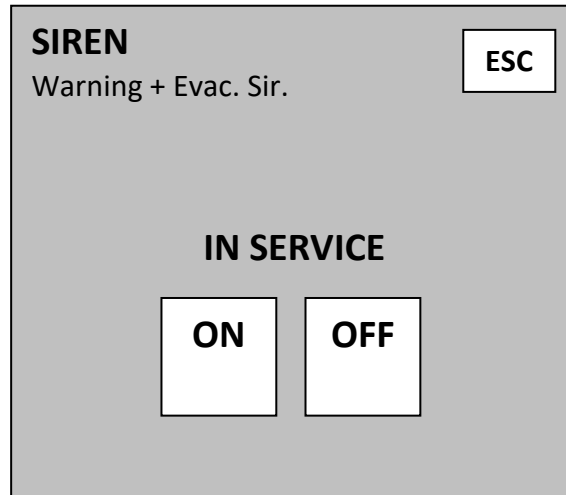 SIREN
ESC
Warning + Evac. Sir.
IN SERVICE
ON OFF